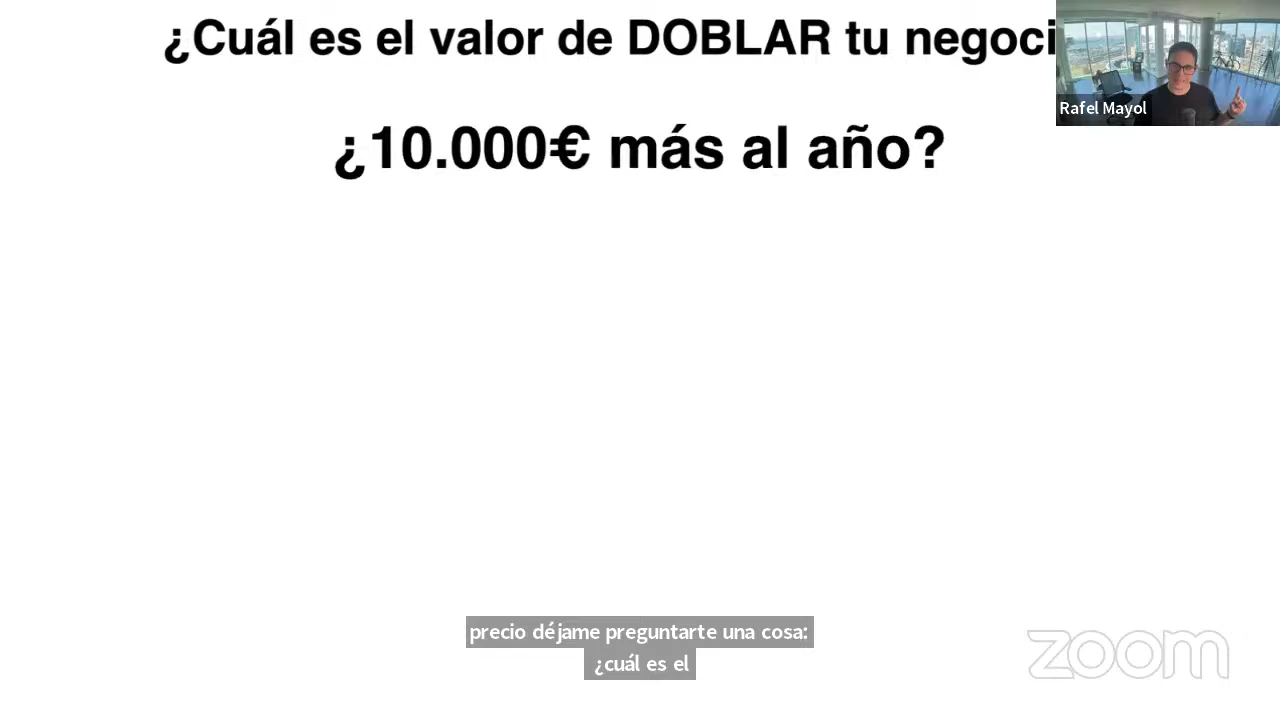 ¿Cuál es el valor de DOBLAR tu negoci
Rafel Mayol
¿10.000€ más al año?
precio déjame preguntarte una cosa:
¿cuál es el
zoom